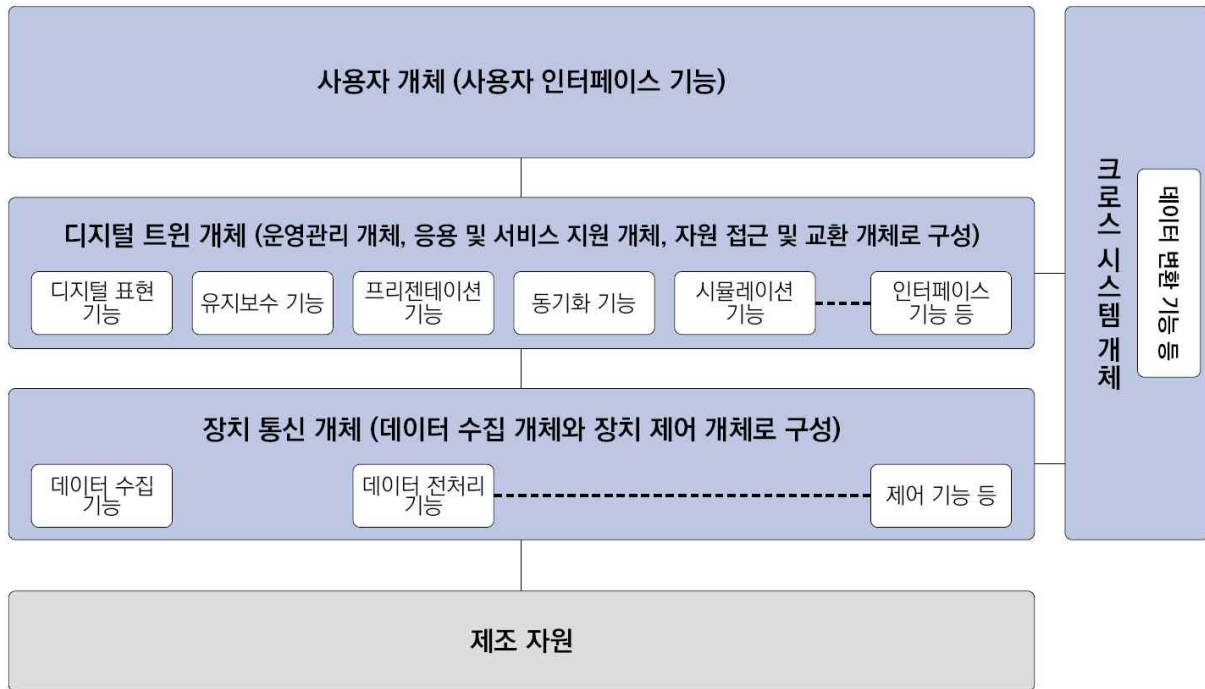 사용자 개체 (사용자 인터페이스 기능)
디지털 트윈 개체 (운영관리 개체, 응용 및 서비스 지원 개체, 자원 접근 및 교환 개체로 구성)
디지털 표현
기능
유지보수 기능
프리젠테이션
기능
동기화 기능
시뮬레이션
기능
인터페이스
기능 등
장치 통신 개체 (데이터 수집 개체와 장치 제어 개체로 구성)
데이터 수집
기능
데이터 전처리
기능
제어 기능 등
제조 자원
크로스 시스템 개체
데이터 변환 기능 등